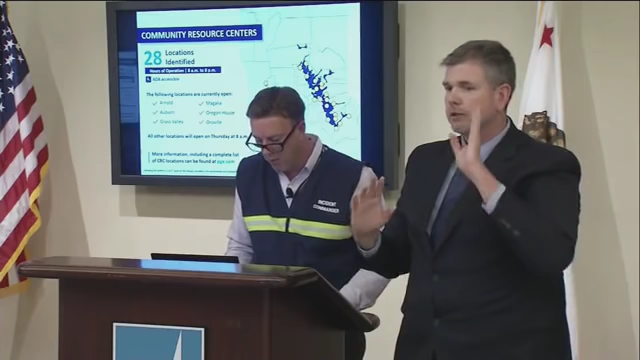 COMMUNITY RESOURCE CENTERS
28 Locations
Identified
Hours of Operation | 8 a.m. to 8 p.m.
ADA accessible
The following locations are currently open:
Arnold
Magalia
Auburn
Oregon House
Grass Valley
Oroville
All other locations will open on Thursday at 8 a.m.
More information, including a complete
list of CRC locations can be found at pge.com
INCIDENT
COMMANDER